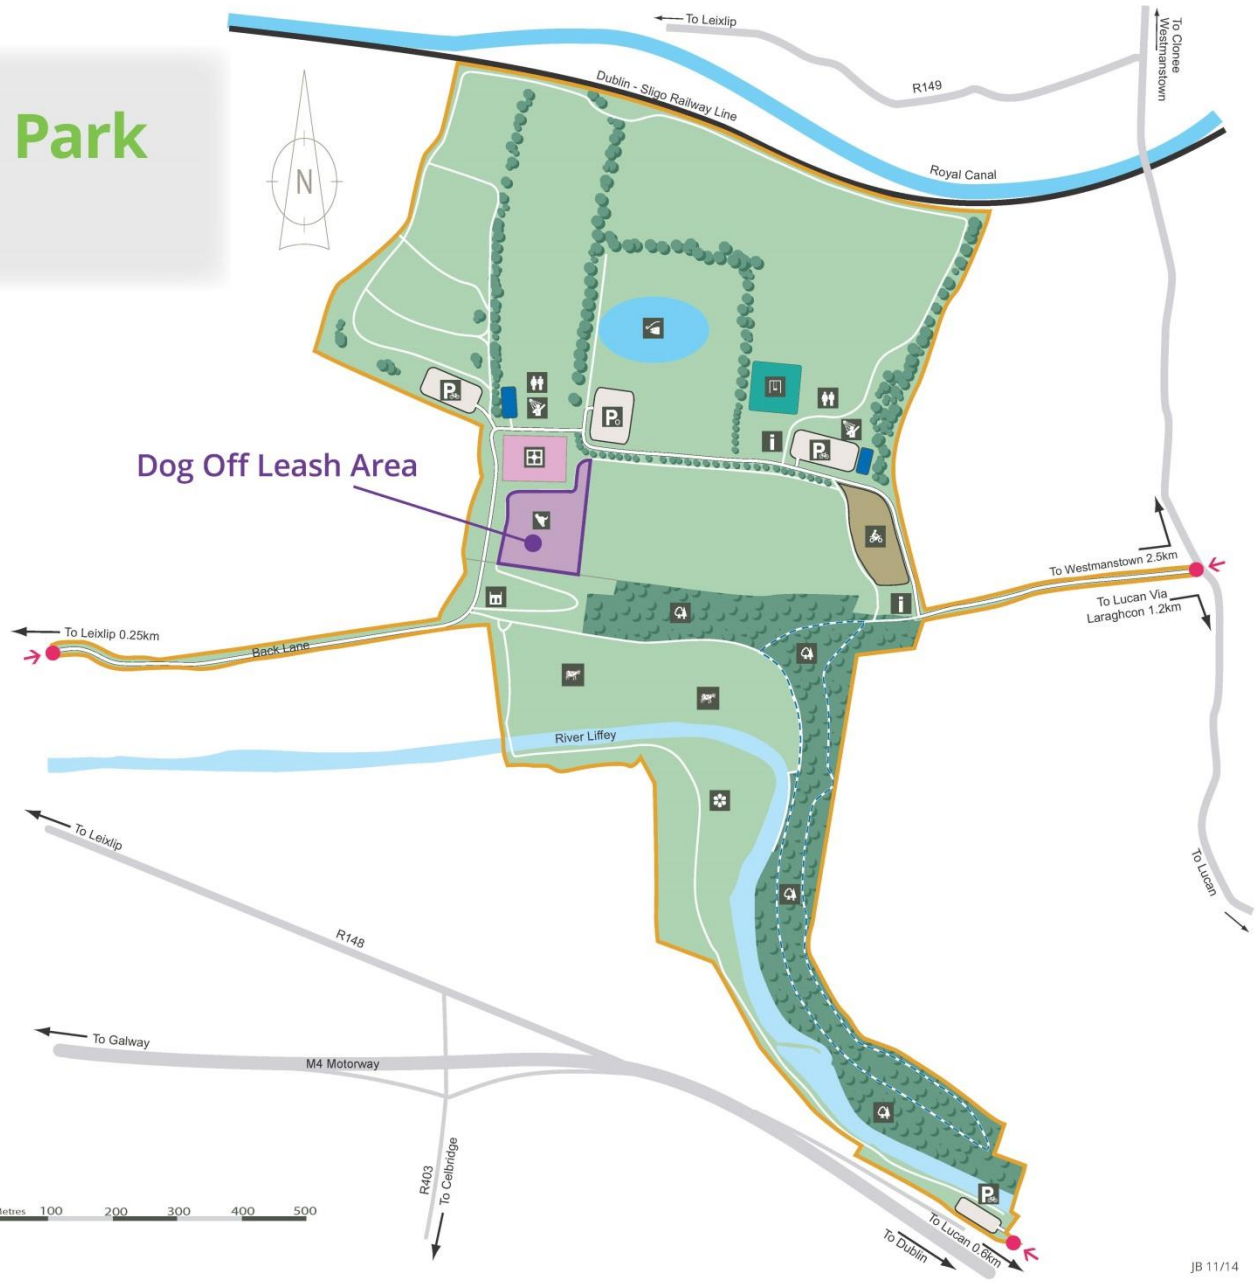 To Leixlip
To Clonee
Westmanstown
R149
Dublin - Sligo Railway Line
Park
N
Royal Canal
P
P
i
P
Dog Off Leash Area
To Westmanstown 2.5km
To Lucan Via
Laraghcon 1.2km
i
To Leixlip 0.25km
Back Lane
River Liffey
To Leixlip
To Lucan
R148
To Galway
M4 Motorway
R403
To Celbridge
P
etres 100 200 300 400 500
To Lucan 0.6km
To Dublin
JB 11/14